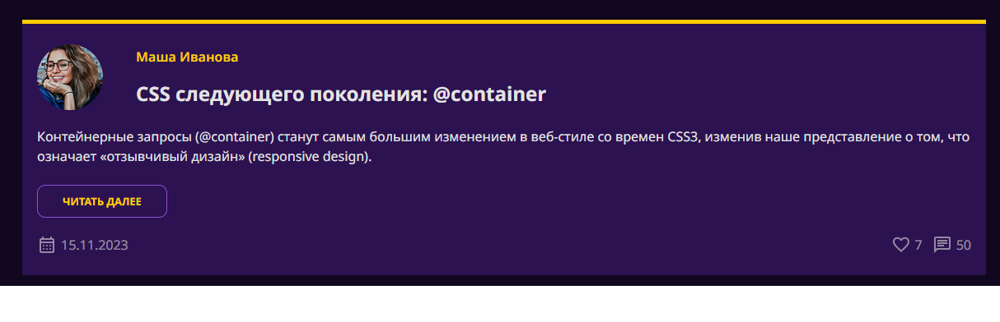 Маша Иванова
CSS следующего поколения: @container
Контейнерные запросы (@container) станут самым большим изменением в веб-стиле со времен CSS3, изменив наше представление о том, что
означает «отзывчивый дизайн» (responsive design).
ЧИТАТЬ ДАЛЕЕ
15.11.2023 7 50